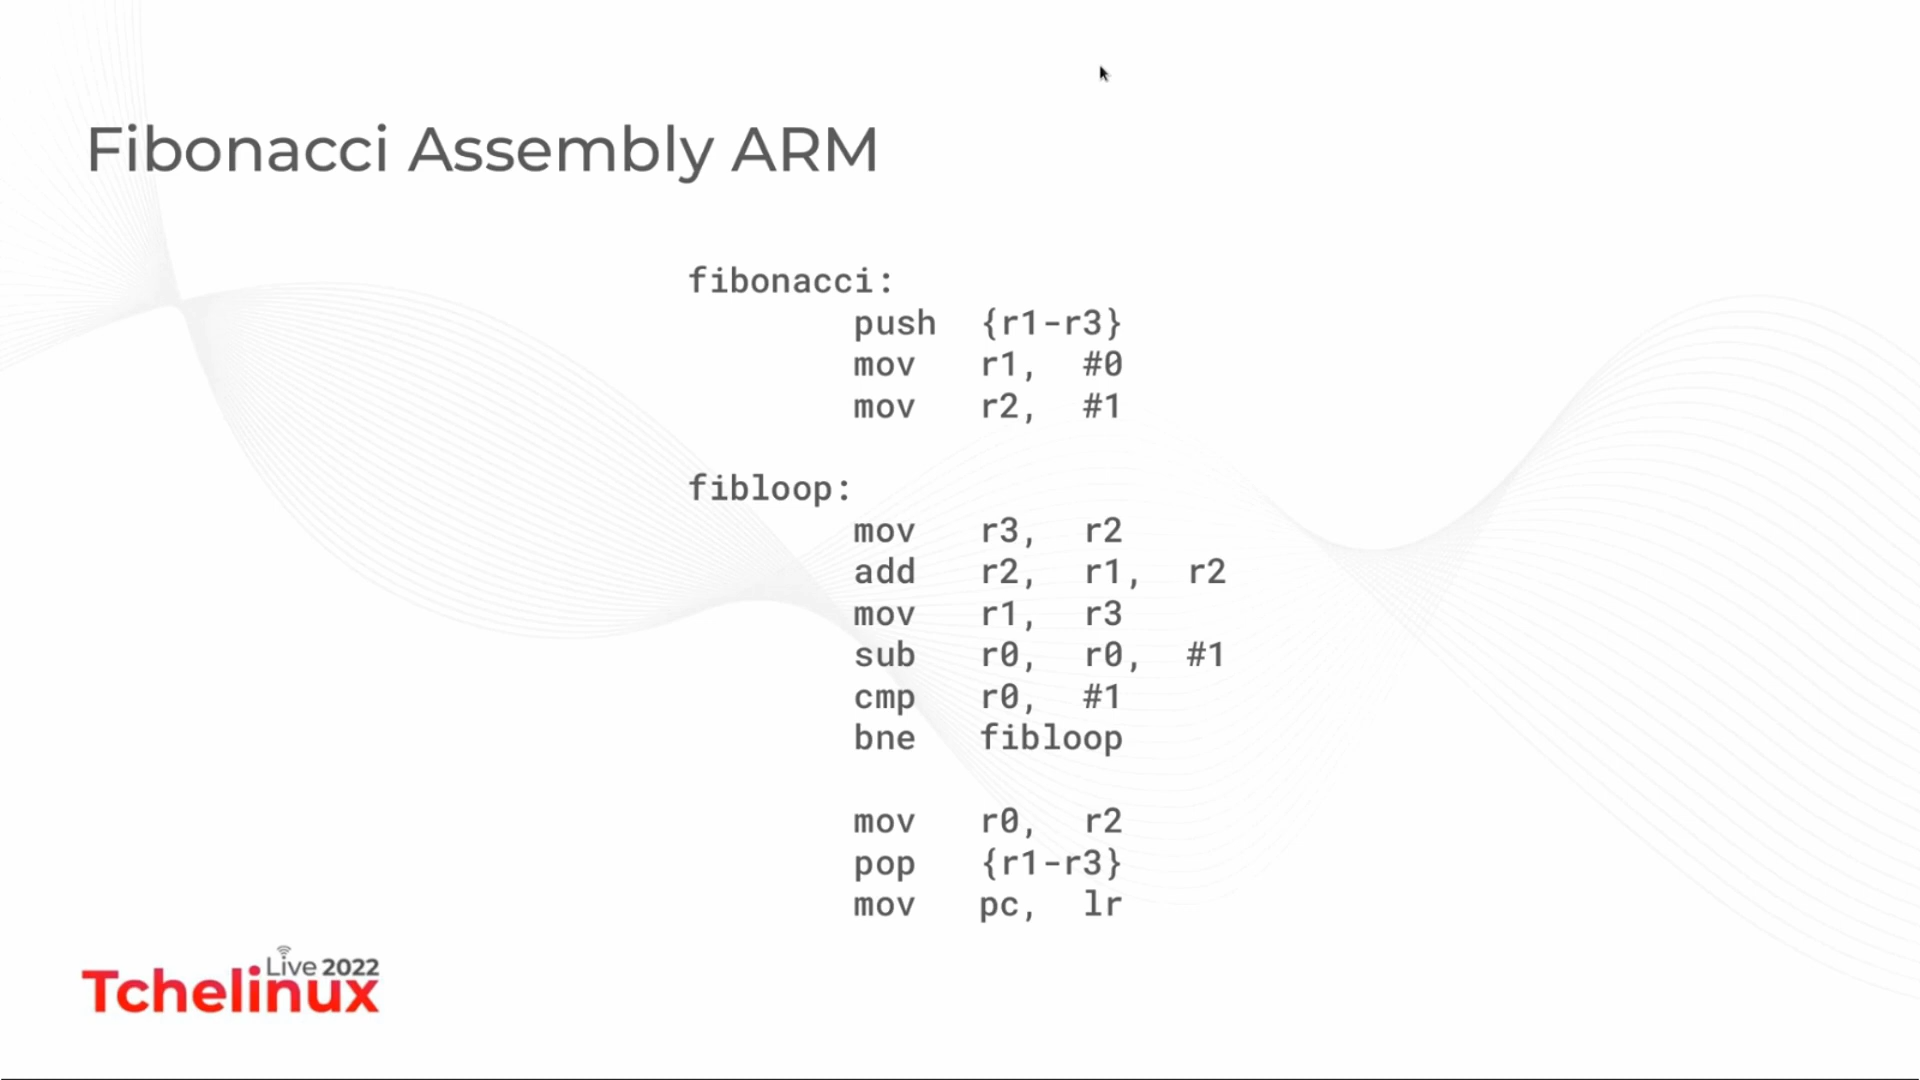 Fibonacci Assembly ARM
fibonacci:
push {r1-r3}
mov r1, #0
mov r2, #1
fibloop:
mov r3, r2
add r2, r1, r2
mov r1, r3
sub r0, r0, #1
cmp r0, #1
bne fibloop
mov r0, r2
pop {r1-r3}
mov pc, lr
Live 2022
Tchelinux